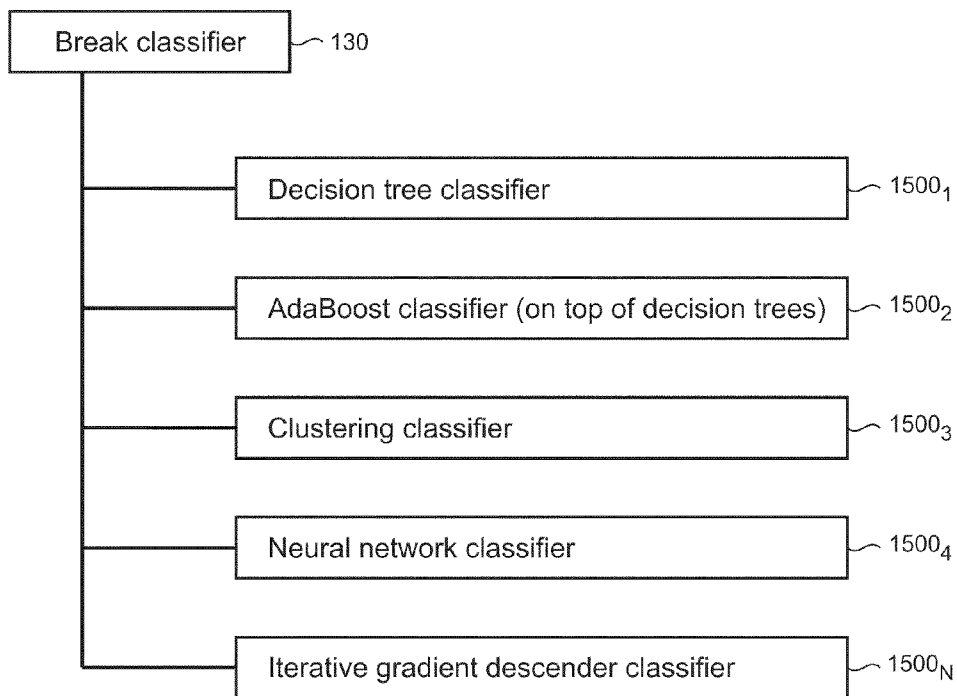 Break classifier 130
Decision tree classifier 1500₁
AdaBoost classifier (on top of decision trees) 1500₂
Clustering classifier 1500₃
Neural network classifier 1500₄
Iterative gradient descender classifier 1500_N